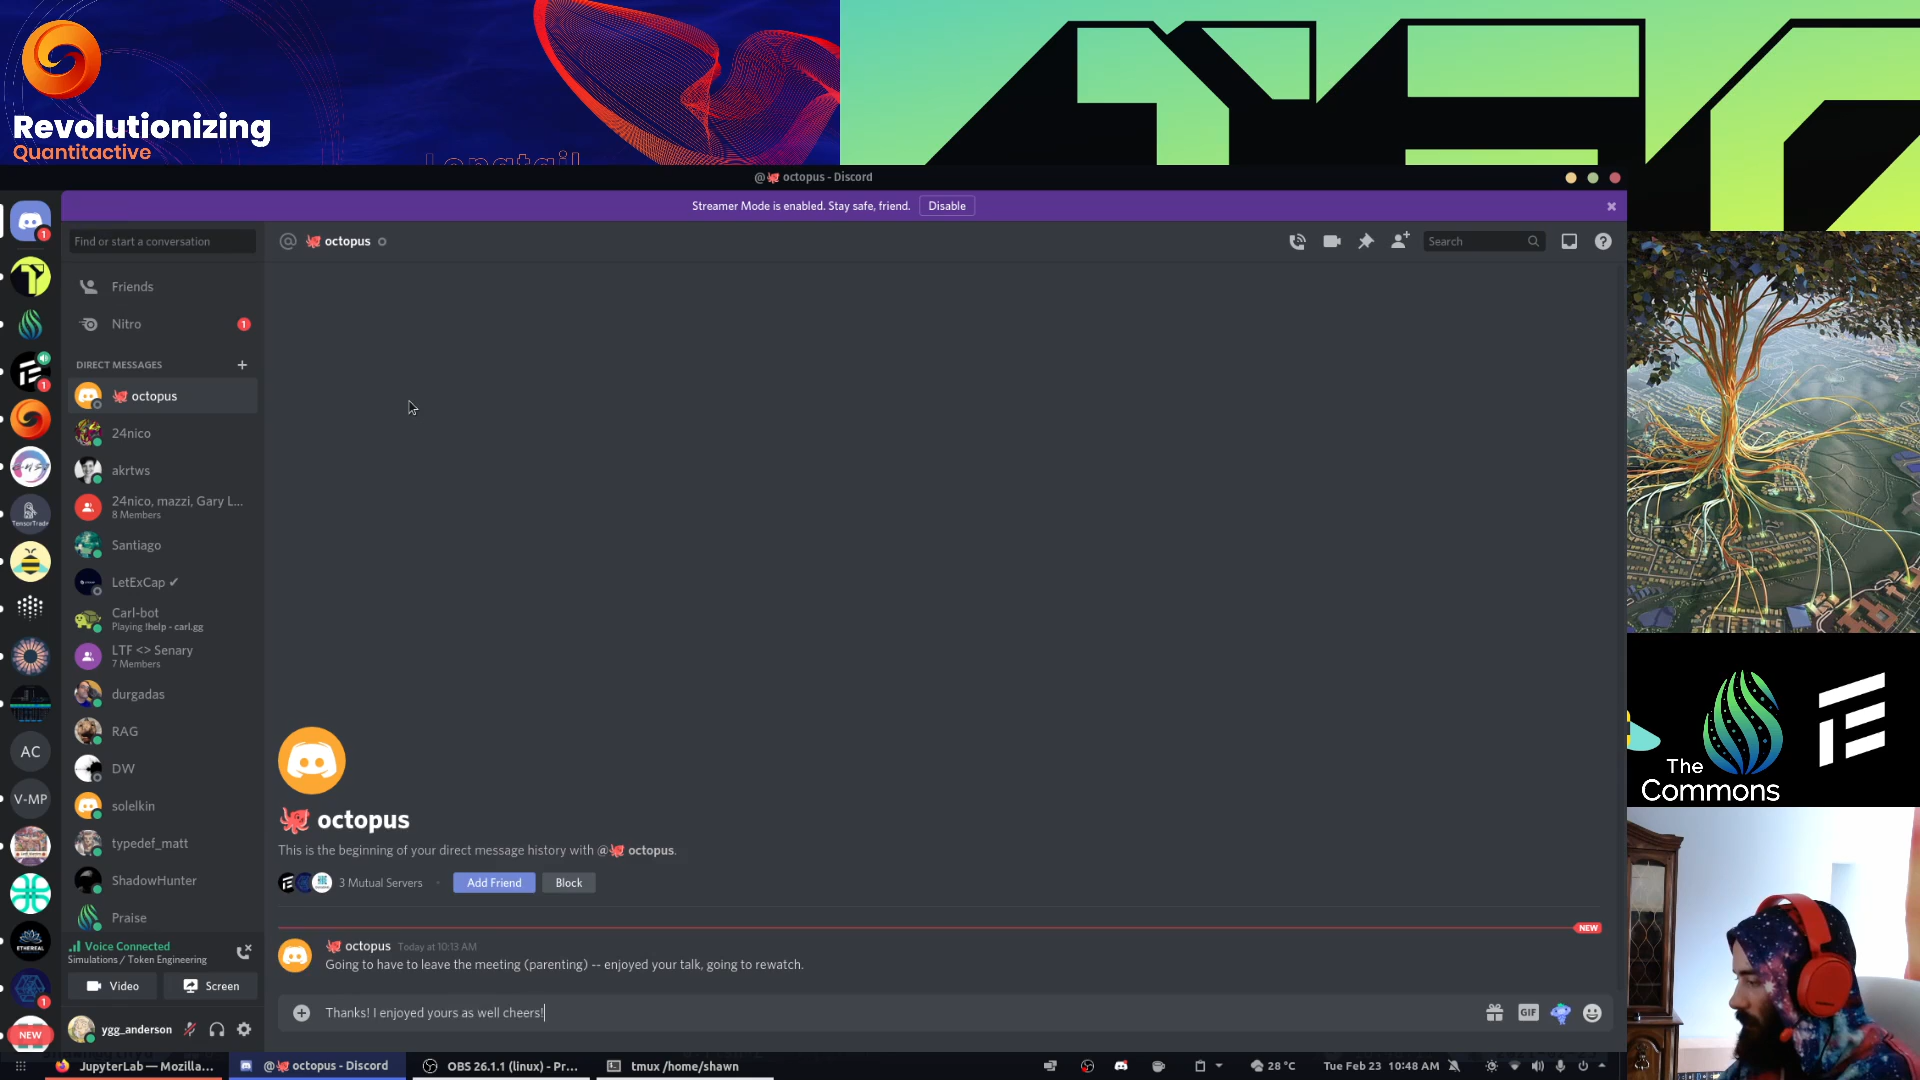 Revolutionizing
Quantitactive
Longtail
TEC
@🐙 octopus - Discord
Streamer Mode is enabled. Stay safe, friend.
Disable
Find or start a conversation
@ 🐙 octopus
Search
Friends
Nitro
1
DIRECT MESSAGES
🐙 octopus
24nico
akrtws
24nico, mazzi, Gary L...
8 Members
Santiago
LetExCap ✓
Carl-bot
Playing !help - carl.gg
LTF <> Senary
7 Members
durgadas
RAG
DW
solelkin
typedef_matt
ShadowHunter
Praise
AC
V-MP
TensorTrade
ETHEREAL
NEW
Voice Connected
Simulations / Token Engineering
Video
Screen
ygg_anderson
🐙 octopus
This is the beginning of your direct message history with @🐙 octopus.
3 Mutual Servers
Add Friend
Block
NEW
🐙 octopus Today at 10:13 AM
Going to have to leave the meeting (parenting) -- enjoyed your talk, going to rewatch.
Thanks! I enjoyed yours as well cheers!
GIF
The
Commons
JupyterLab — Mozilla...
@🐙 octopus - Discord
OBS 26.1.1 (linux) - Pr...
tmux /home/shawn
28 °C
Tue Feb 23 10:48 AM